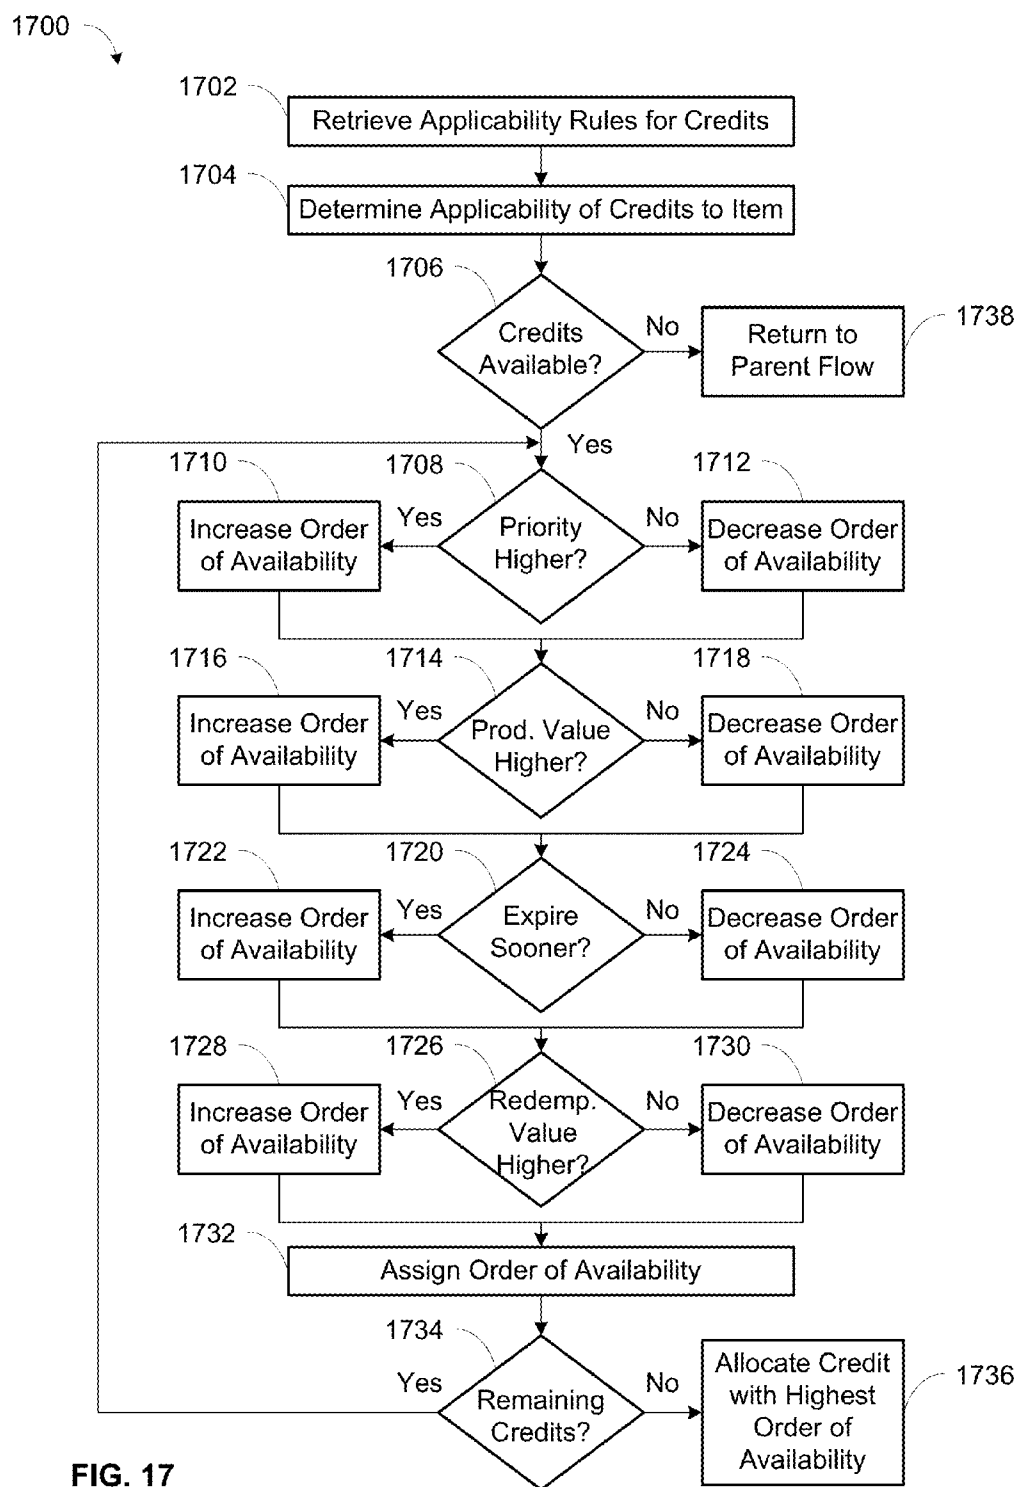 1700
1702
Retrieve Applicability Rules for Credits
1704
Determine Applicability of Credits to Item
1706
Credits
Available?
No
Return to
Parent Flow
1738
Yes
1710
1708
1712
Increase Order
of Availability
Yes
Priority
Higher?
No
Decrease Order
of Availability
1716
1714
1718
Increase Order
of Availability
Yes
Prod. Value
Higher?
No
Decrease Order
of Availability
1722
1720
1724
Increase Order
of Availability
Yes
Expire
Sooner?
No
Decrease Order
of Availability
1728
1726
1730
Increase Order
of Availability
Yes
Redemp.
Value
Higher?
No
Decrease Order
of Availability
1732
Assign Order of Availability
1734
Yes
Remaining
Credits?
No
Allocate Credit
with Highest
Order of
Availability
1736
FIG. 17